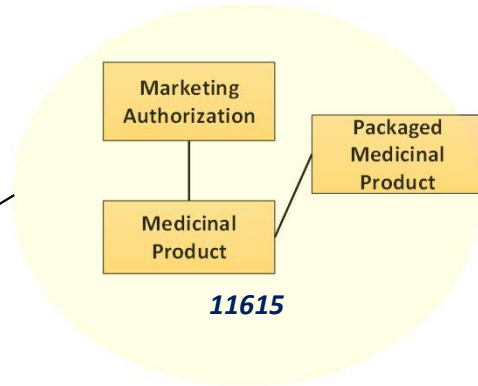 Marketing
Authorization
Packaged
Medicinal
Product
Medicinal
Product
11615